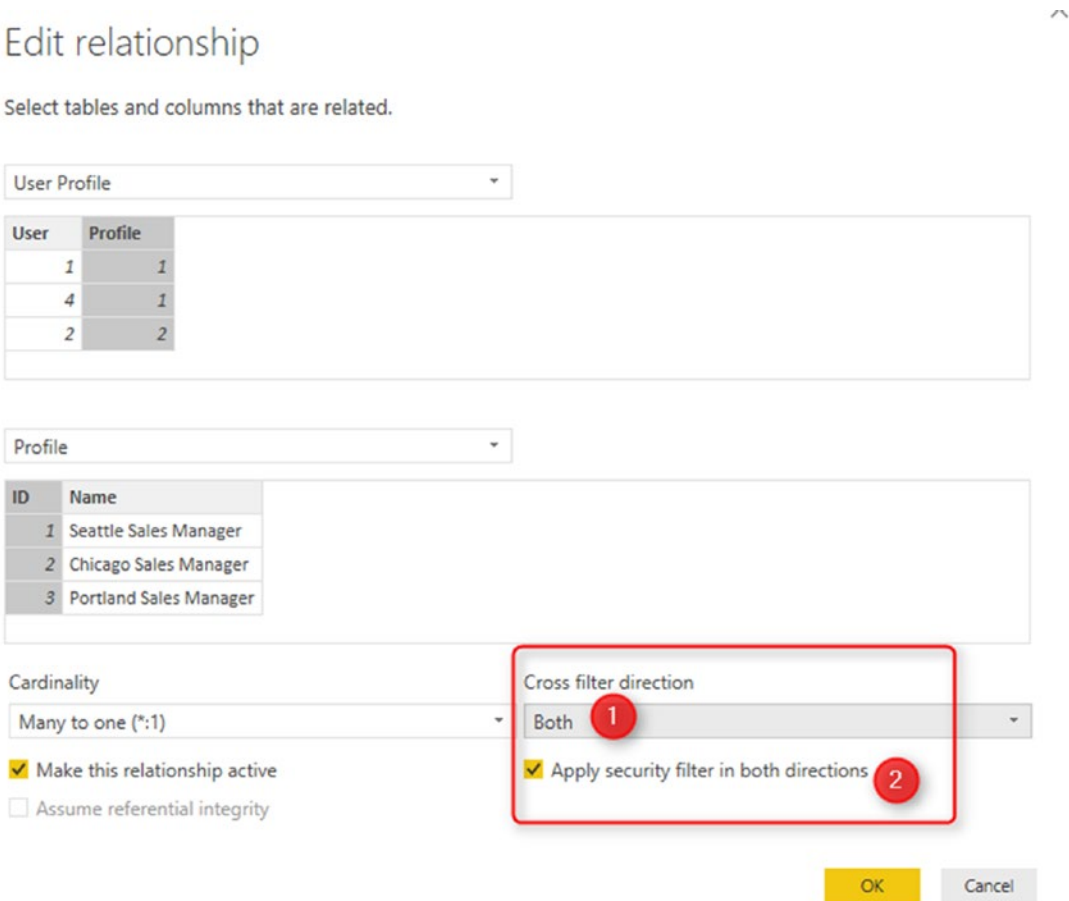 Edit relationship
Select tables and columns that are related.
User Profile
User Profile
1 1
4 1
2 2
Profile
ID Name
1 Seattle Sales Manager
2 Chicago Sales Manager
3 Portland Sales Manager
Cardinality
Cross filter direction
Many to one (*:1)
Both 1
Make this relationship active
Apply security filter in both directions 2
Assume referential integrity
OK
Cancel